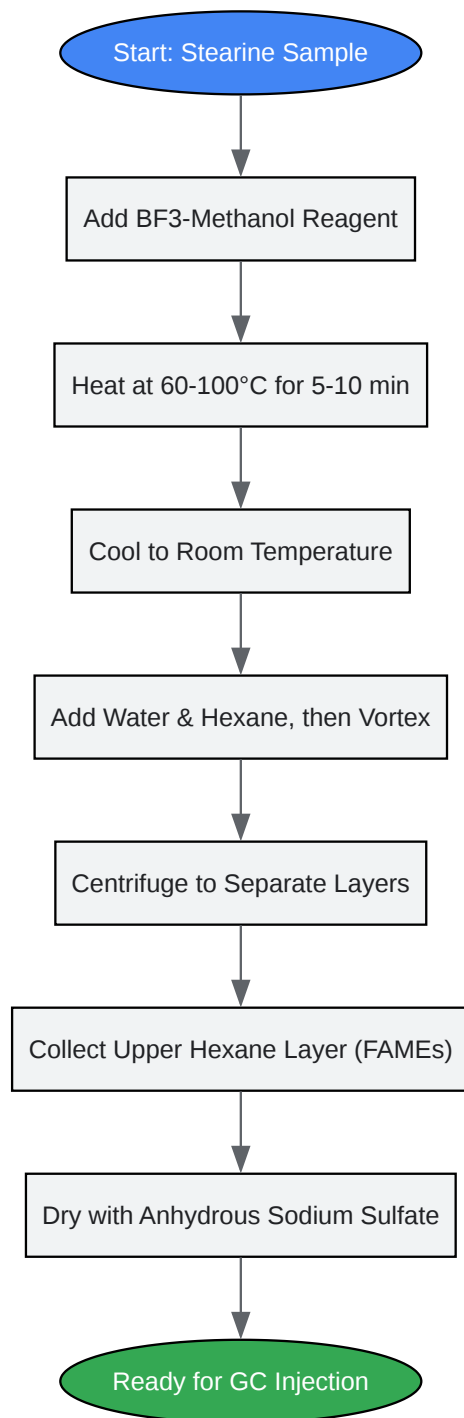 Start: Stearine Sample
Add BF3-Methanol Reagent
Heat at 60-100°C for 5-10 min
Cool to Room Temperature
Add Water & Hexane, then Vortex
Centrifuge to Separate Layers
Collect Upper Hexane Layer (FAMEs)
Dry with Anhydrous Sodium Sulfate
Ready for GC Injection